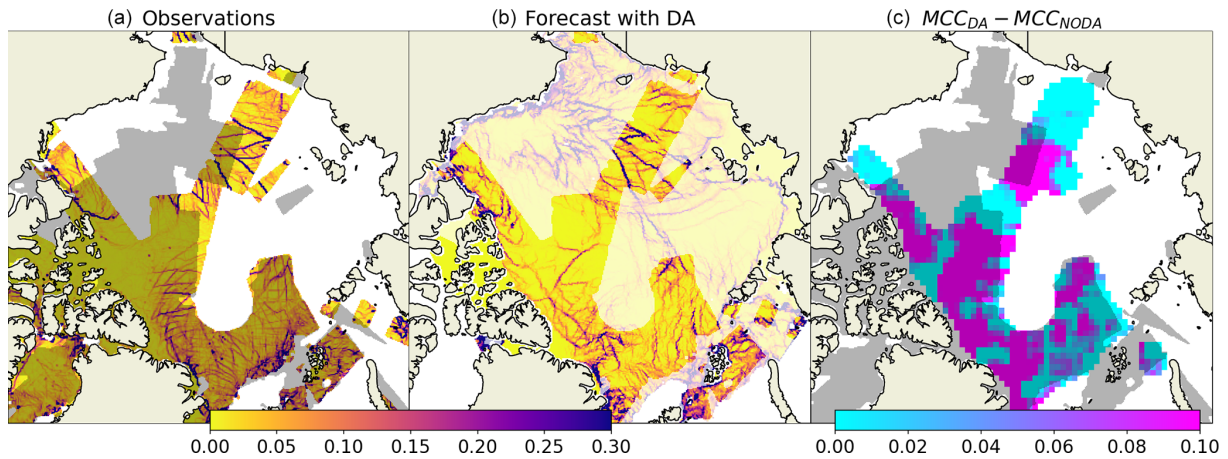 (a) Observations
(b) Forecast with DA
(c) MCC_DA − MCC_NODA
0.00 0.05 0.10 0.15 0.20 0.25 0.30
0.00 0.02 0.04 0.06 0.08 0.10